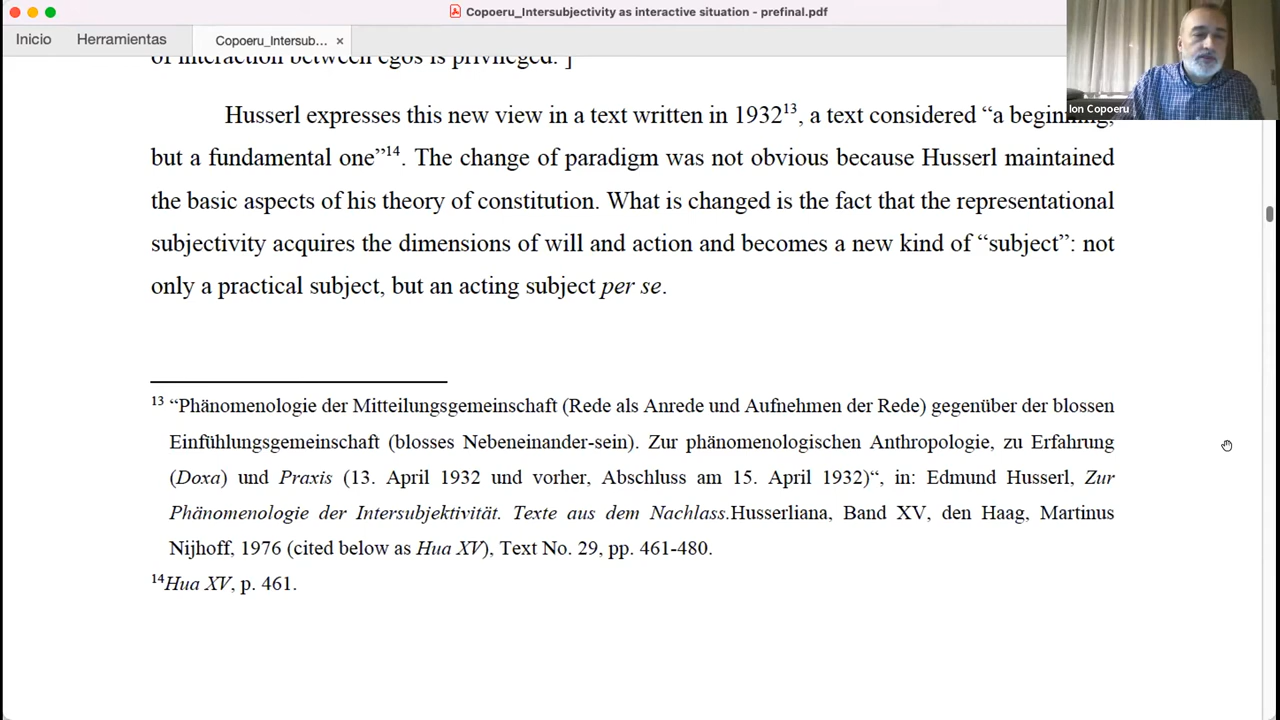 Copoeru_Intersubjectivity as interactive situation - prefinal.pdf
Inicio
Herramientas
Copoeru_Intersub... ×
Ion Copoeru
of interaction between egos is privileged. ]
Husserl expresses this new view in a text written in 1932¹³, a text considered “a beginning,
but a fundamental one”¹⁴. The change of paradigm was not obvious because Husserl maintained
the basic aspects of his theory of constitution. What is changed is the fact that the representational
subjectivity acquires the dimensions of will and action and becomes a new kind of “subject”: not
only a practical subject, but an acting subject per se.
¹³ “Phänomenologie der Mitteilungsgemeinschaft (Rede als Anrede und Aufnehmen der Rede) gegenüber der blossen
Einfühlungsgemeinschaft (blosses Nebeneinander-sein). Zur phänomenologischen Anthropologie, zu Erfahrung
(Doxa) und Praxis (13. April 1932 und vorher, Abschluss am 15. April 1932)“, in: Edmund Husserl, Zur
Phänomenologie der Intersubjektivität. Texte aus dem Nachlass.Husserliana, Band XV, den Haag, Martinus
Nijhoff, 1976 (cited below as Hua XV), Text No. 29, pp. 461-480.
¹⁴Hua XV, p. 461.